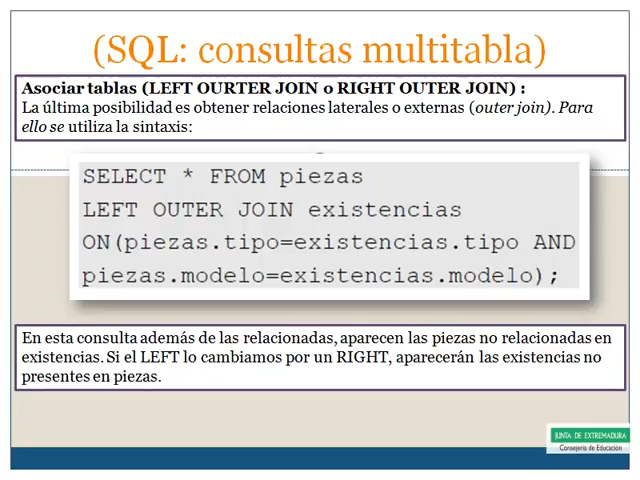 (SQL: consultas multitabla)
Asociar tablas (LEFT OURTER JOIN o RIGHT OUTER JOIN) :
La última posibilidad es obtener relaciones laterales o externas (outer join). Para
ello se utiliza la sintaxis:
SELECT * FROM piezas
LEFT OUTER JOIN existencias
ON(piezas.tipo=existencias.tipo AND
piezas.modelo=existencias.modelo);
En esta consulta además de las relacionadas, aparecen las piezas no relacionadas en
existencias. Si el LEFT lo cambiamos por un RIGHT, aparecerán las existencias no
presentes en piezas.
JUNTA DE EXTREMADURA
Consejería de Educación